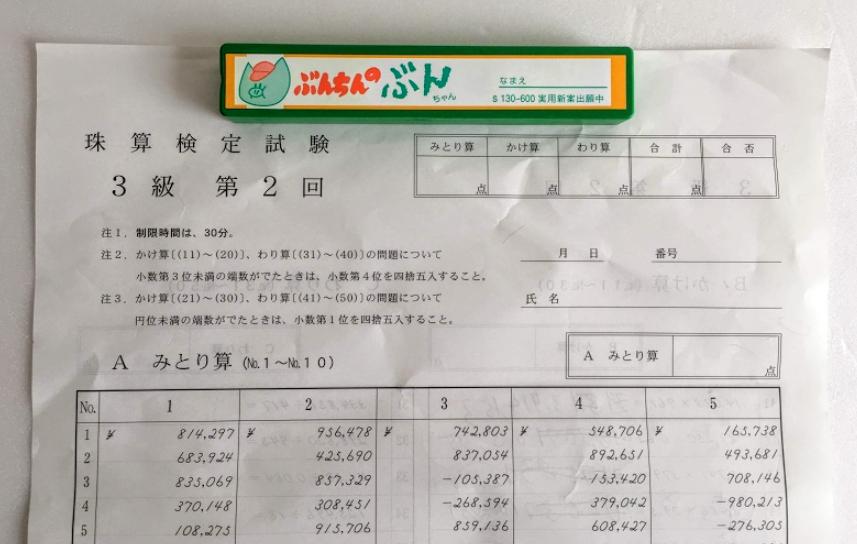 ぶんちんのぶんちゃん
なまえ
S 130-600 実用新案出願中
珠算検定試験
3級 第2回
みとり算 かけ算 わり算 合計 合否
点 点 点 点
注1. 制限時間は、30分。
注2. かけ算〔(11)~(20)〕、わり算〔(31)~(40)〕の問題について
小数第3位未満の端数がでたときは、小数第4位を四捨五入すること。
注3. かけ算〔(21)~(30)〕、わり算〔(41)~(50)〕の問題について
円位未満の端数がでたときは、小数第1位を四捨五入すること。
月 日 番号
氏名
A みとり算 (No.1~No.10)
A みとり算 点
No. 1 2 3 4 5
1 ¥ 814,297 ¥ 956,478 ¥ 742,803 ¥ 548,706 ¥ 165,738
2 683,924 425,690 837,054 892,651 493,681
3 835,069 857,329 -105,387 153,420 708,146
4 370,148 308,451 -268,594 379,042 -980,213
5 108,275 915,706 859,136 608,427 -276,305